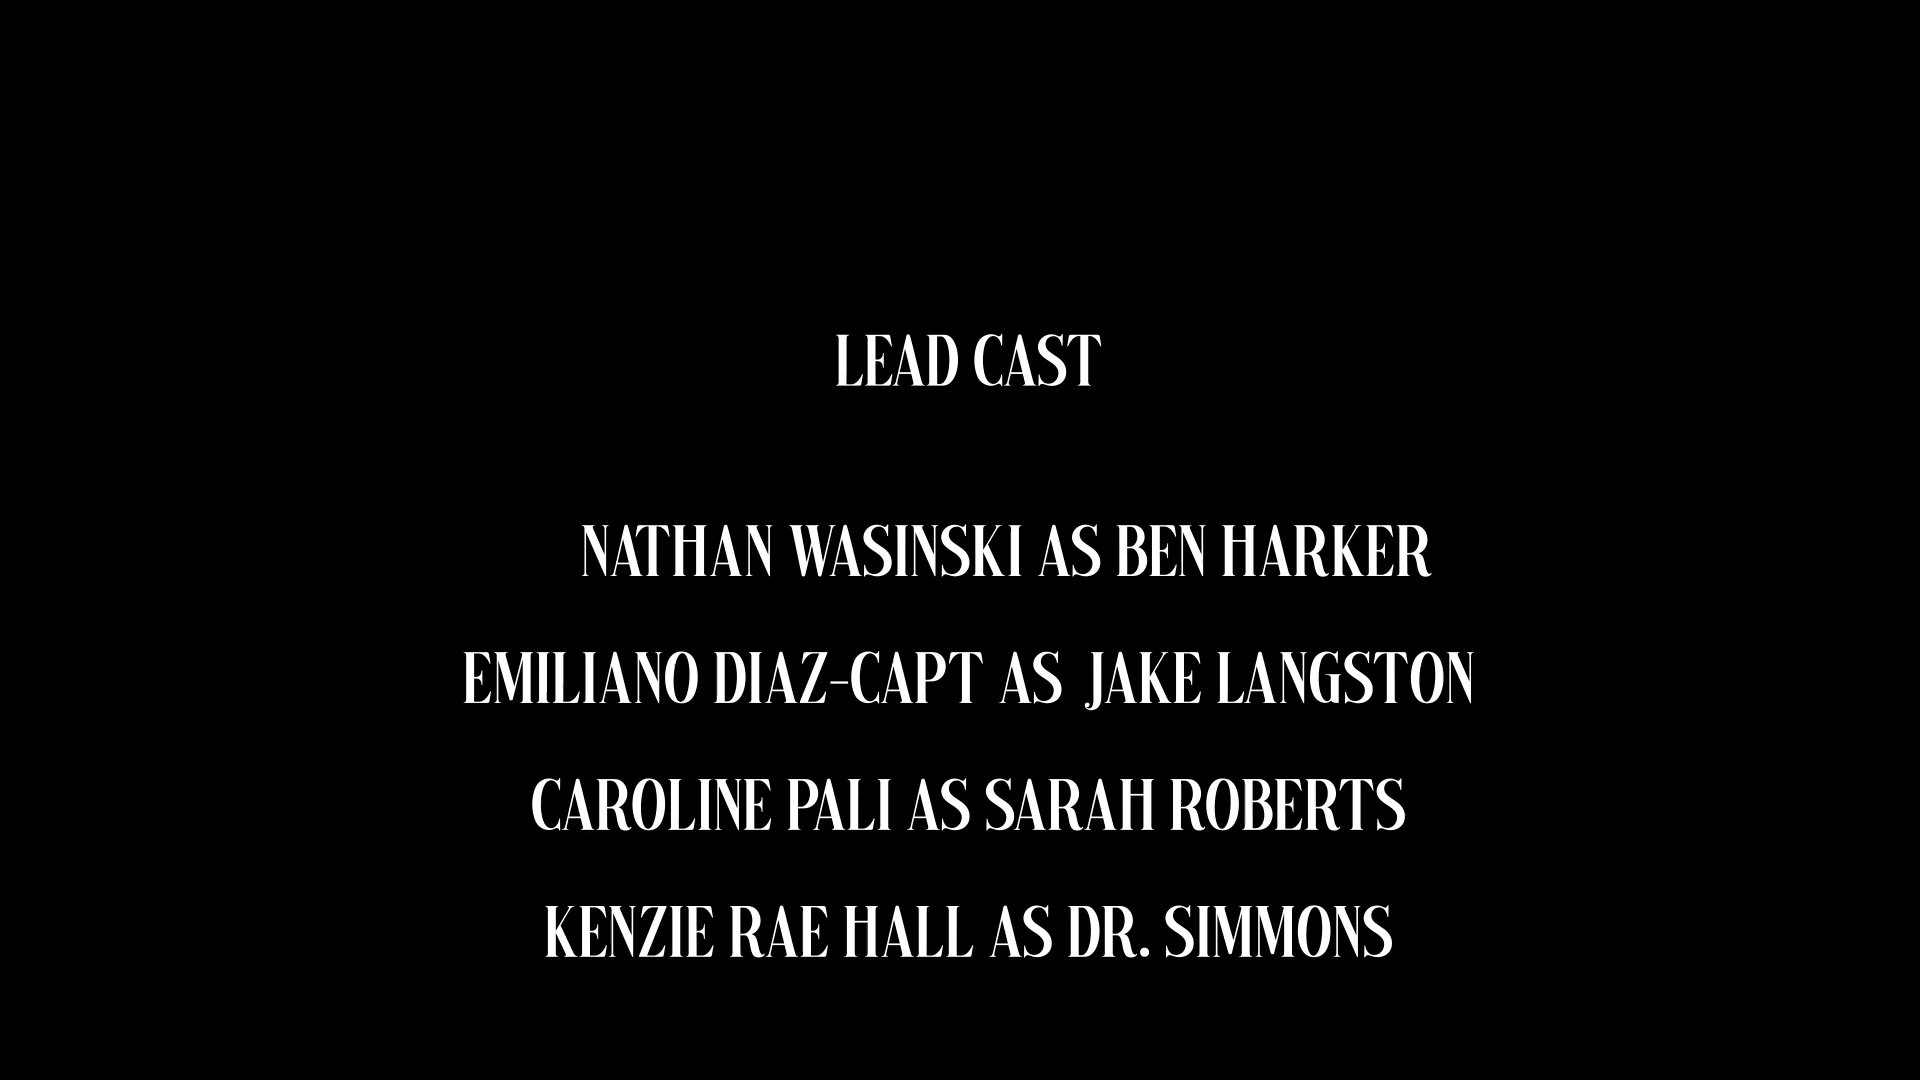 LEAD CAST
NATHAN WASINSKI AS BEN HARKER
EMILIANO DIAZ-CAPT AS JAKE LANGSTON
CAROLINE PALI AS SARAH ROBERTS
KENZIE RAE HALL AS DR. SIMMONS